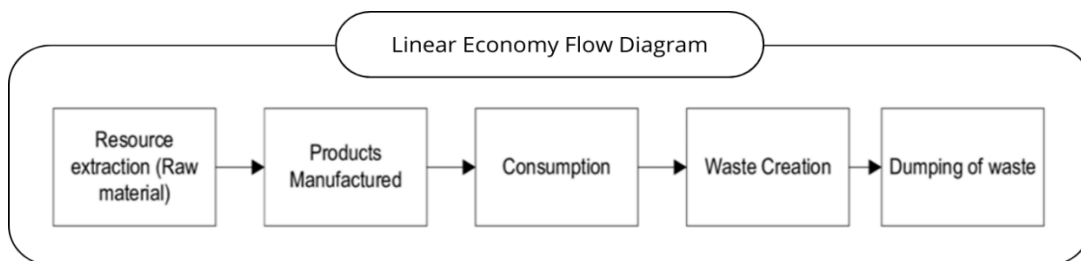 Linear Economy Flow Diagram
Resource
extraction (Raw
material)
Products
Manufactured
Consumption
Waste Creation
Dumping of waste